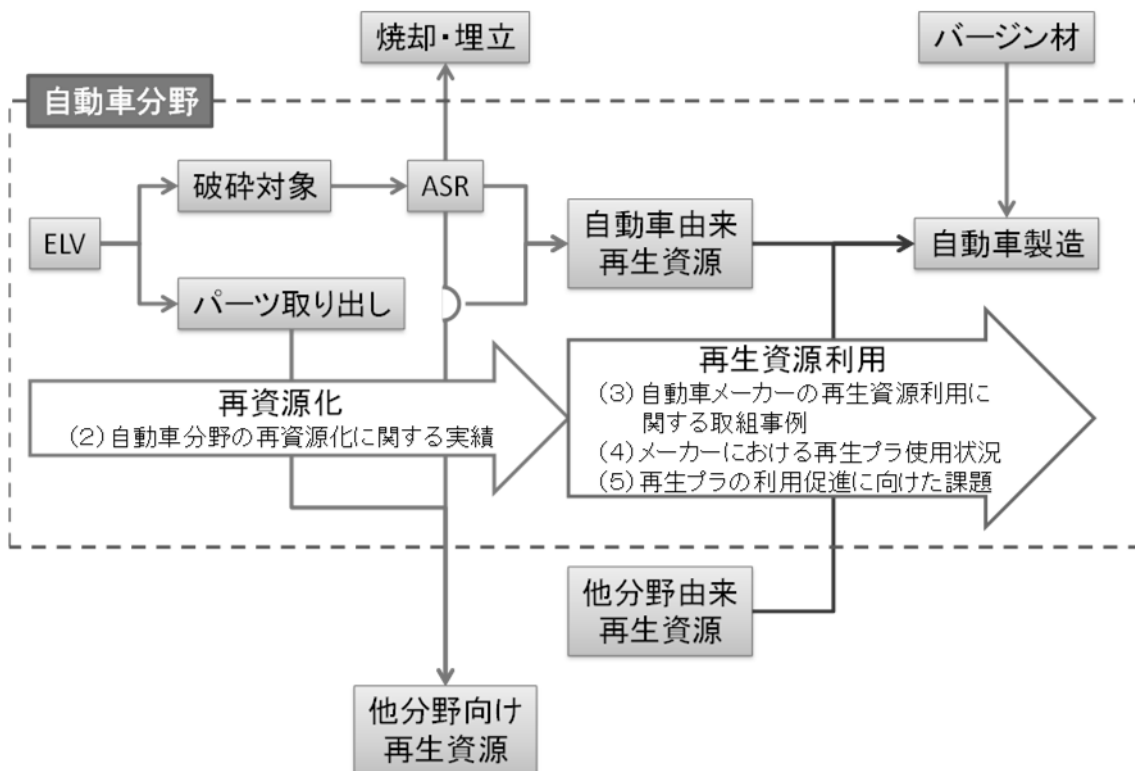 焼却・埋立
バージン材
自動車分野
破砕対象
ASR
ELV
自動車由来
再生資源
自動車製造
パーツ取り出し
再資源化
(2)自動車分野の再資源化に関する実績
再生資源利用
(3)自動車メーカーの再生資源利用に
関する取組事例
(4)メーカーにおける再生プラ使用状況
(5)再生プラの利用促進に向けた課題
他分野由来
再生資源
他分野向け
再生資源